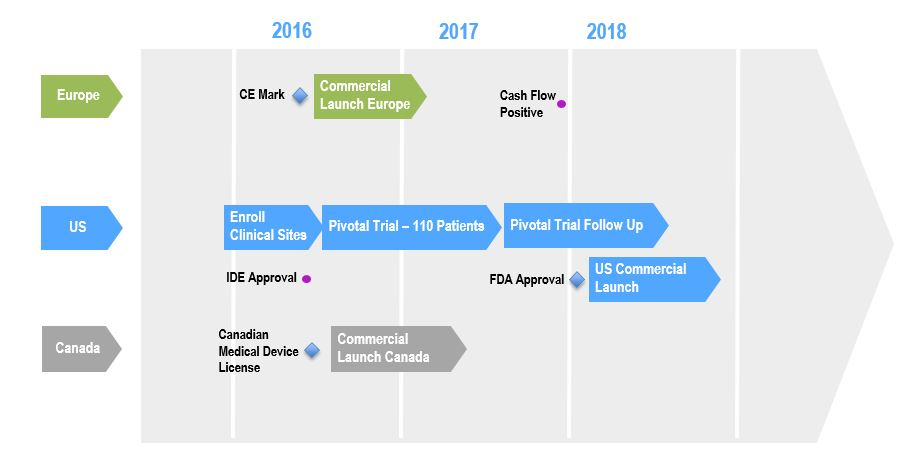 2016
2017
2018
Europe
CE Mark
Commercial
Launch Europe
Cash Flow
Positive
US
Enroll
Clinical Sites
Pivotal Trial – 110 Patients
Pivotal Trial Follow Up
IDE Approval
FDA Approval
US Commercial
Launch
Canada
Canadian
Medical Device
License
Commercial
Launch Canada